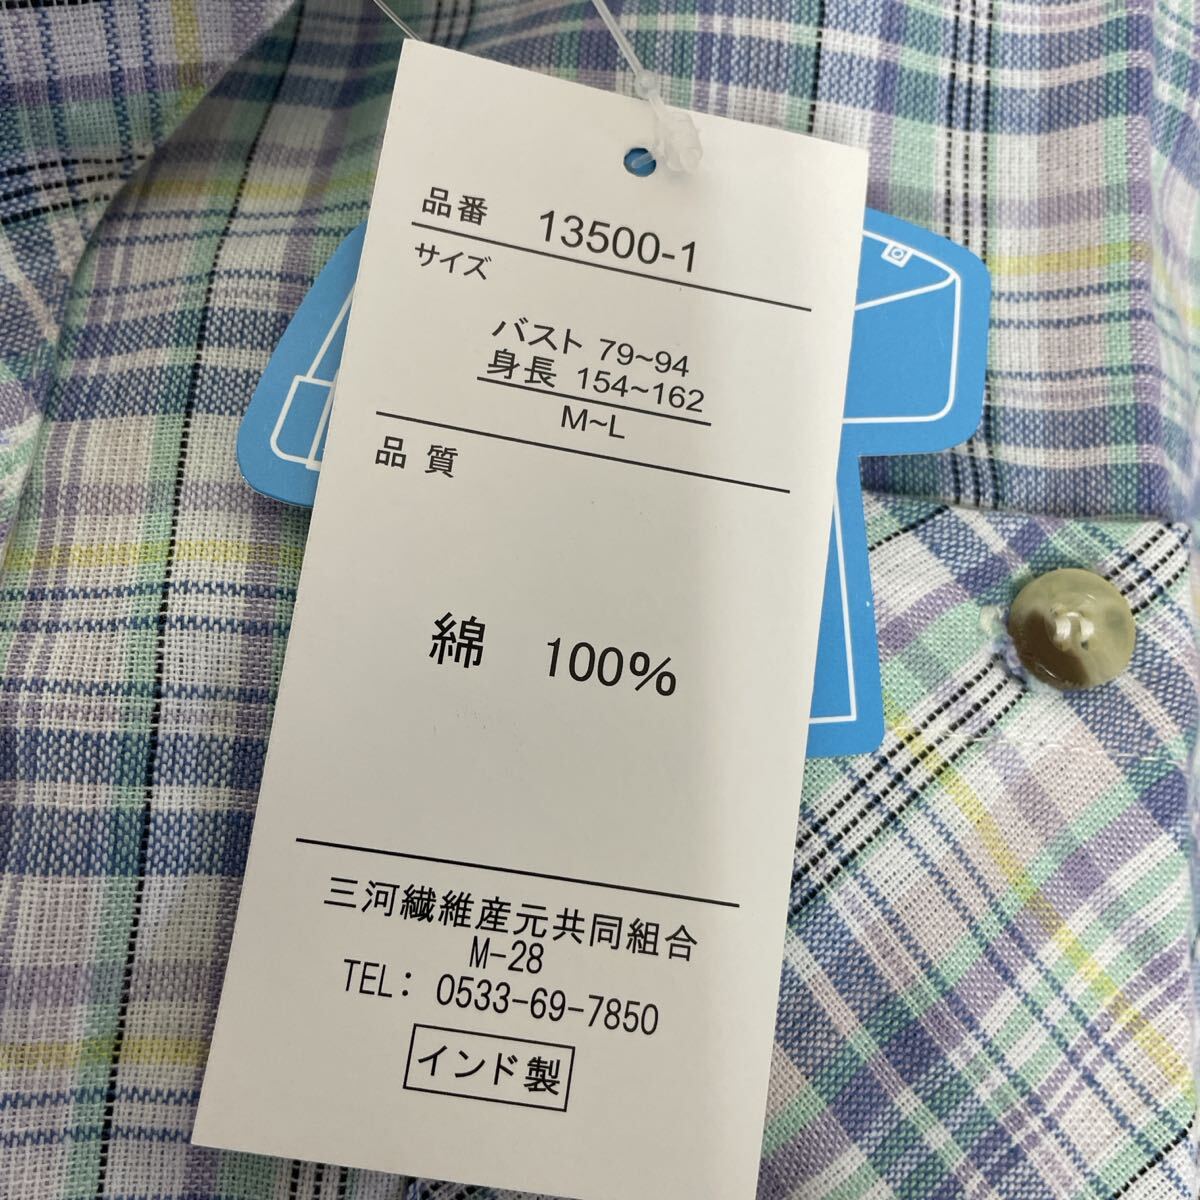 品番 13500-1
サイズ
バスト 79~94
身長 154~162
M~L
品 質
綿 100%
三河繊維産元共同組合
M-28
TEL: 0533-69-7850
インド製